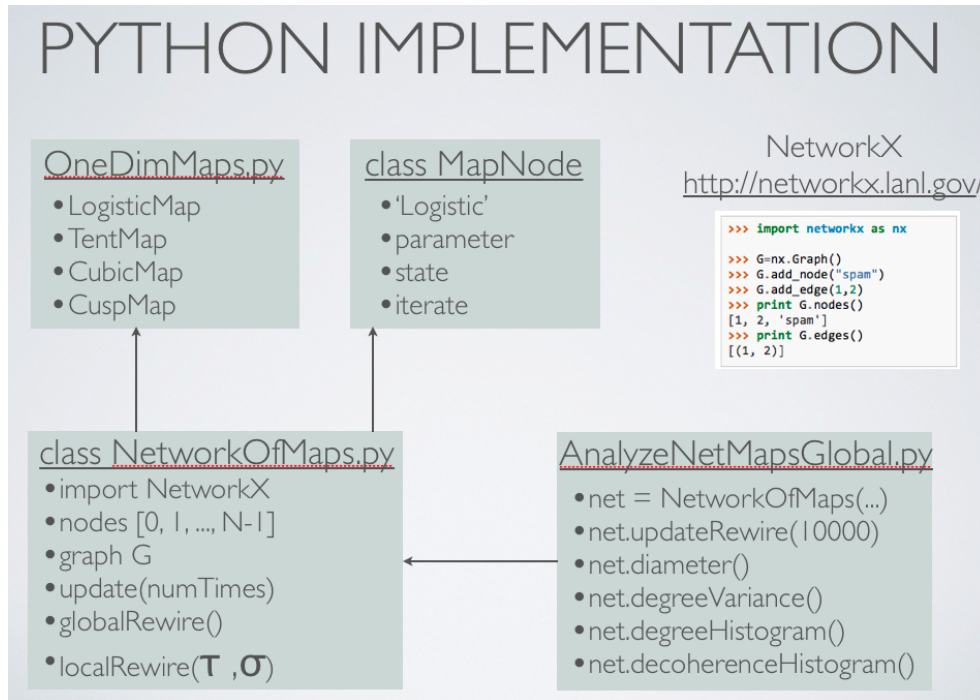 PYTHON IMPLEMENTATION
OneDimMaps.py
•LogisticMap
•TentMap
•CubicMap
•CuspMap
class MapNode
•‘Logistic’
•parameter
•state
•iterate
NetworkX
http://networkx.lanl.gov/
>>> import networkx as nx
>>> G=nx.Graph()
>>> G.add_node("spam")
>>> G.add_edge(1,2)
>>> print G.nodes()
[1, 2, 'spam']
>>> print G.edges()
[(1, 2)]
class NetworkOfMaps.py
•import NetworkX
•nodes [0, 1, ..., N-1]
•graph G
•update(numTimes)
•globalRewire()
•localRewire(τ ,σ)
AnalyzeNetMapsGlobal.py
•net = NetworkOfMaps(...)
•net.updateRewire(10000)
•net.diameter()
•net.degreeVariance()
•net.degreeHistogram()
•net.decoherenceHistogram()